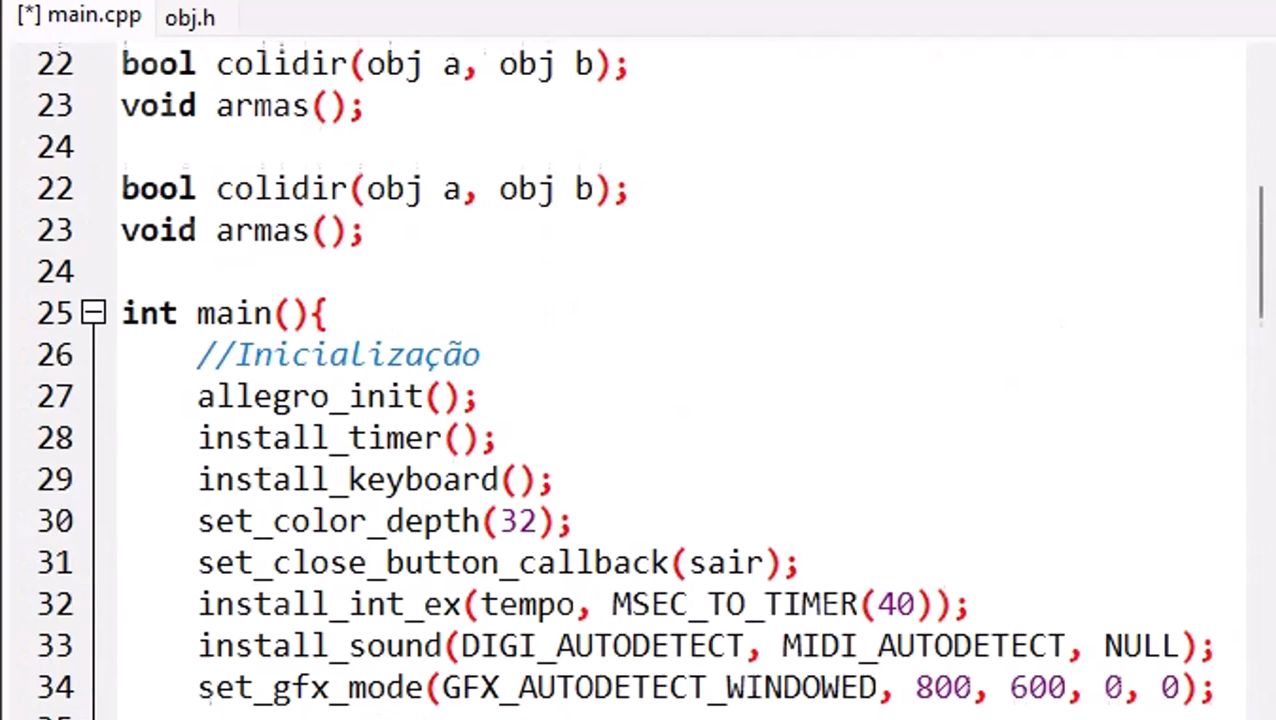 [*] main.cpp obj.h
22 bool colidir(obj a, obj b);
23 void armas();
24
22 bool colidir(obj a, obj b);
23 void armas();
24
25 int main(){
26 //Inicialização
27 allegro_init();
28 install_timer();
29 install_keyboard();
30 set_color_depth(32);
31 set_close_button_callback(sair);
32 install_int_ex(tempo, MSEC_TO_TIMER(40));
33 install_sound(DIGI_AUTODETECT, MIDI_AUTODETECT, NULL);
34 set_gfx_mode(GFX_AUTODETECT_WINDOWED, 800, 600, 0, 0);